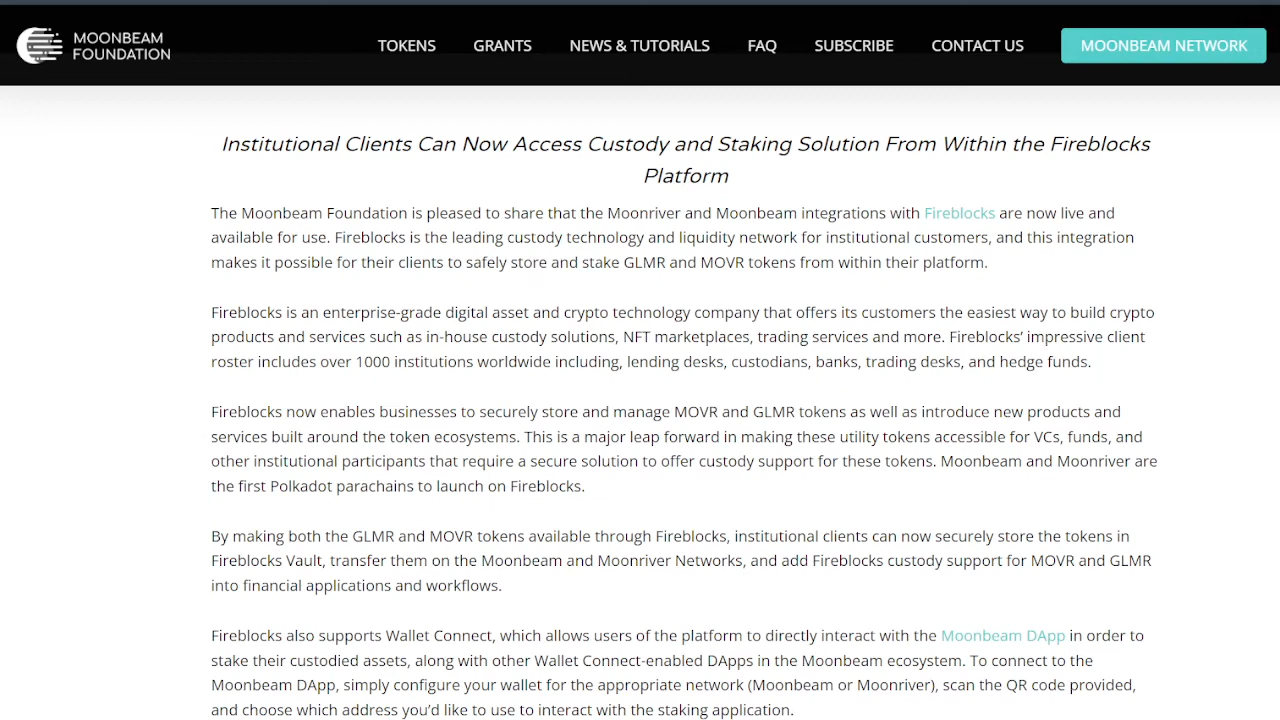 MOONBEAM
FOUNDATION
TOKENS GRANTS NEWS & TUTORIALS FAQ SUBSCRIBE CONTACT US MOONBEAM NETWORK
Institutional Clients Can Now Access Custody and Staking Solution From Within the Fireblocks
Platform
The Moonbeam Foundation is pleased to share that the Moonriver and Moonbeam integrations with Fireblocks are now live and
available for use. Fireblocks is the leading custody technology and liquidity network for institutional customers, and this integration
makes it possible for their clients to safely store and stake GLMR and MOVR tokens from within their platform.
Fireblocks is an enterprise-grade digital asset and crypto technology company that offers its customers the easiest way to build crypto
products and services such as in-house custody solutions, NFT marketplaces, trading services and more. Fireblocks’ impressive client
roster includes over 1000 institutions worldwide including, lending desks, custodians, banks, trading desks, and hedge funds.
Fireblocks now enables businesses to securely store and manage MOVR and GLMR tokens as well as introduce new products and
services built around the token ecosystems. This is a major leap forward in making these utility tokens accessible for VCs, funds, and
other institutional participants that require a secure solution to offer custody support for these tokens. Moonbeam and Moonriver are
the first Polkadot parachains to launch on Fireblocks.
By making both the GLMR and MOVR tokens available through Fireblocks, institutional clients can now securely store the tokens in
Fireblocks Vault, transfer them on the Moonbeam and Moonriver Networks, and add Fireblocks custody support for MOVR and GLMR
into financial applications and workflows.
Fireblocks also supports Wallet Connect, which allows users of the platform to directly interact with the Moonbeam DApp in order to
stake their custodied assets, along with other Wallet Connect-enabled DApps in the Moonbeam ecosystem. To connect to the
Moonbeam DApp, simply configure your wallet for the appropriate network (Moonbeam or Moonriver), scan the QR code provided,
and choose which address you’d like to use to interact with the staking application.